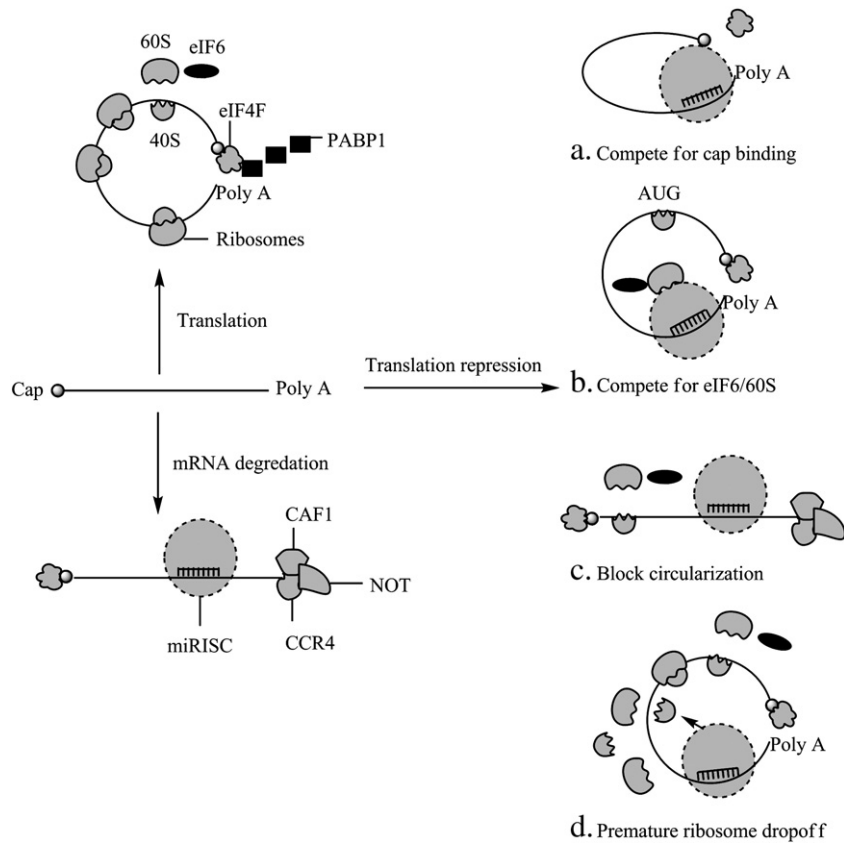 60S
eIF6
eIF4F
40S
PABP1
Poly A
Ribosomes
Translation
Cap
Poly A
mRNA degredation
CAF1
NOT
miRISC
CCR4
Translation repression
Poly A
a. Compete for cap binding
AUG
Poly A
b. Compete for eIF6/60S
c. Block circularization
Poly A
d. Premature ribosome dropoff